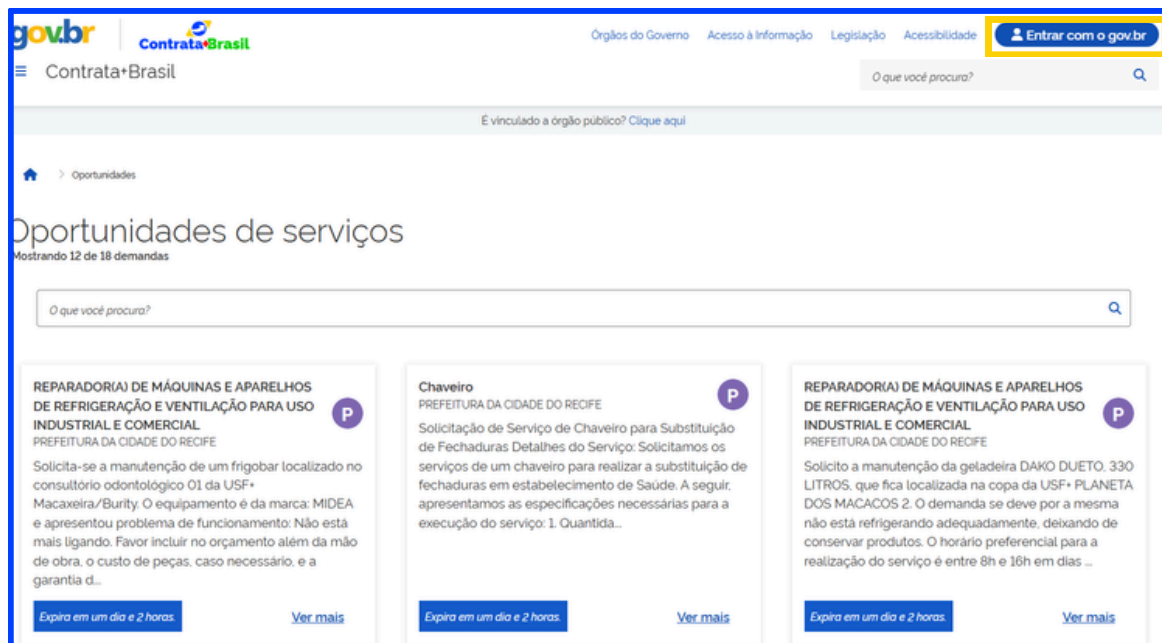 gov.br
Contrata+Brasil
Órgãos do Governo Acesso à Informação Legislação Acessibilidade Entrar com o gov.br
Contrata+Brasil
O que você procura?
É vinculado a órgão público? Clique aqui
Oportunidades
Oportunidades de serviços
Mostrando 12 de 18 demandas
O que você procura?
REPARADOR(A) DE MÁQUINAS E APARELHOS
DE REFRIGERAÇÃO E VENTILAÇÃO PARA USO
INDUSTRIAL E COMERCIAL
P
PREFEITURA DA CIDADE DO RECIFE
Solicita-se a manutenção de um frigobar localizado no
consultório odontológico 01 da USF+
Macaxeira/Burity. O equipamento é da marca: MIDEA
e apresentou problema de funcionamento: Não está
mais ligando. Favor incluir no orçamento além da mão
de obra, o custo de peças, caso necessário, e a
garantia d...
Expira em um dia e 2 horas.
Ver mais
Chaveiro
P
PREFEITURA DA CIDADE DO RECIFE
Solicitação de Serviço de Chaveiro para Substituição
de Fechaduras Detalhes do Serviço: Solicitamos os
serviços de um chaveiro para realizar a substituição de
fechaduras em estabelecimento de Saúde. A seguir,
apresentamos as especificações necessárias para a
execução do serviço: 1. Quantida...
Expira em um dia e 2 horas.
Ver mais
REPARADOR(A) DE MÁQUINAS E APARELHOS
DE REFRIGERAÇÃO E VENTILAÇÃO PARA USO
INDUSTRIAL E COMERCIAL
P
PREFEITURA DA CIDADE DO RECIFE
Solicito a manutenção da geladeira DAKO DUETO, 330
LITROS, que fica localizada na copa da USF+ PLANETA
DOS MACACOS 2. O demanda se deve por a mesma
não está refrigerando adequadamente, deixando de
conservar produtos. O horário preferencial para a
realização do serviço é entre 8h e 16h em dias ...
Expira em um dia e 2 horas.
Ver mais